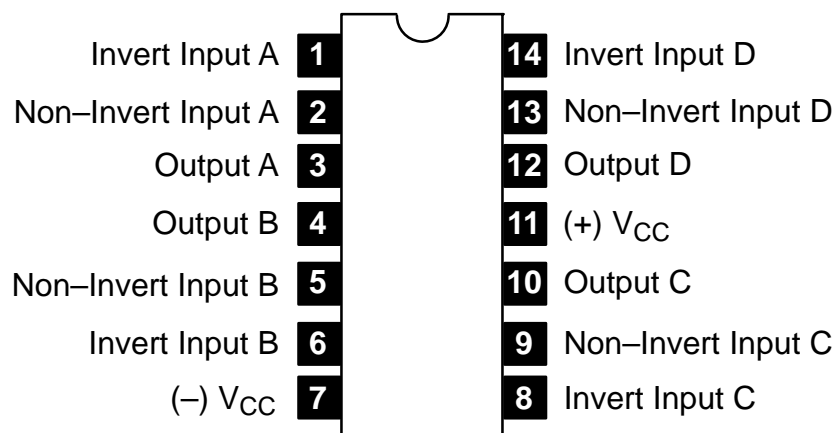 Invert Input A 1
Non–Invert Input A 2
Output A 3
Output B 4
Non–Invert Input B 5
Invert Input B 6
(–) VCC 7
14 Invert Input D
13 Non–Invert Input D
12 Output D
11 (+) VCC
10 Output C
9 Non–Invert Input C
8 Invert Input C